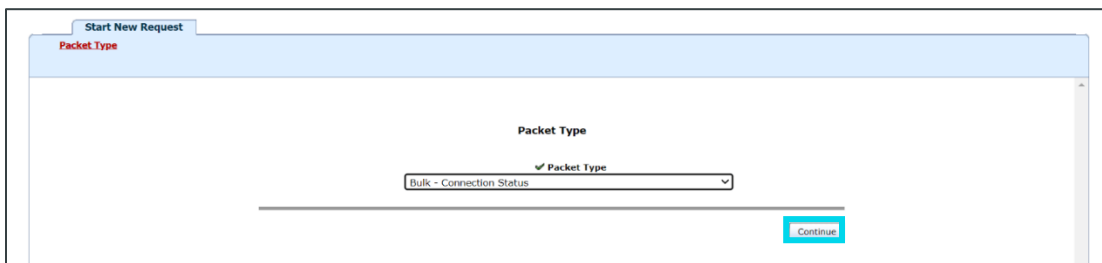 Start New Request
Packet Type
Packet Type
Packet Type
Bulk - Connection Status
Continue